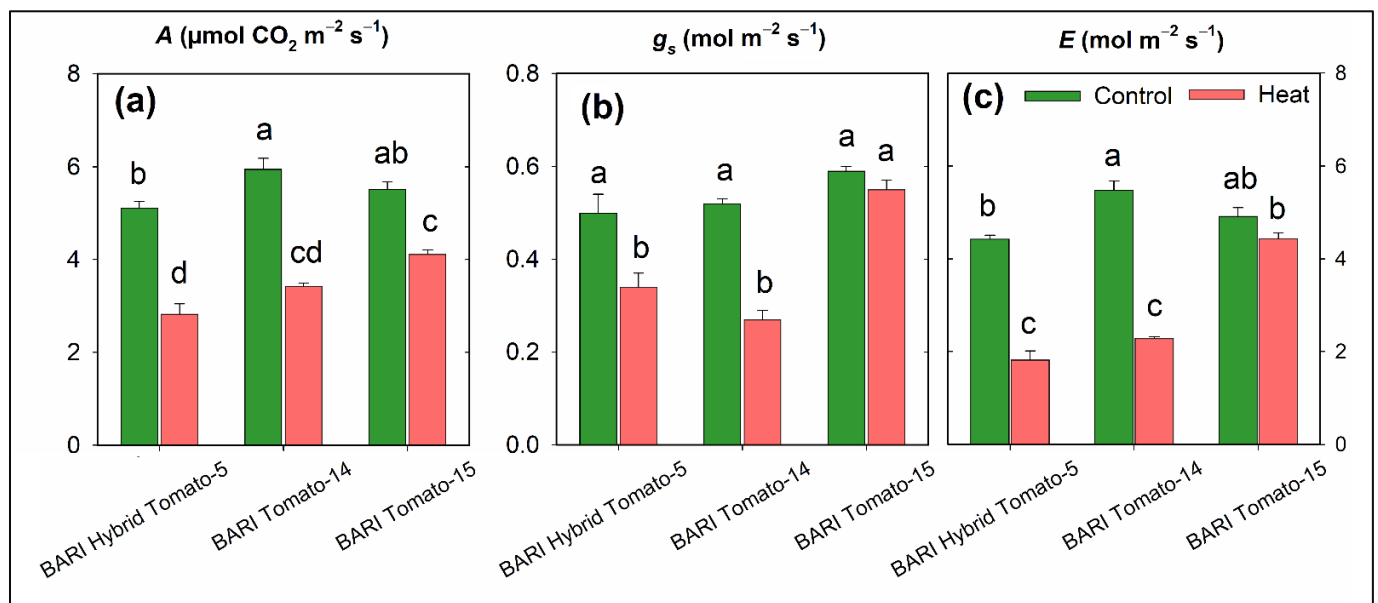 A (µmol CO₂ m⁻² s⁻¹)
gₛ (mol m⁻² s⁻¹)
E (mol m⁻² s⁻¹)
(a)
8
6
4
2
0
b
d
a
cd
ab
c
BARI Hybrid Tomato-5
BARI Tomato-14
BARI Tomato-15
(b)
0.8
0.6
0.4
0.2
0.0
a
b
a
b
a
a
BARI Hybrid Tomato-5
BARI Tomato-14
BARI Tomato-15
(c)
Control
Heat
b
c
a
c
ab
b
8
6
4
2
0
BARI Hybrid Tomato-5
BARI Tomato-14
BARI Tomato-15